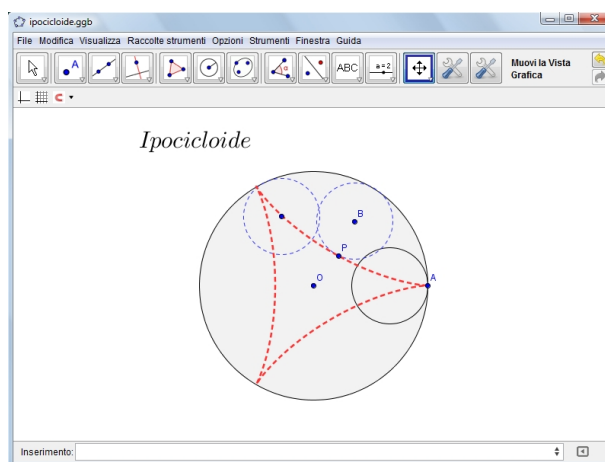 ipocicloide.ggb
File Modifica Visualizza Raccolte strumenti Opzioni Strumenti Finestra Guida
A
α
ABC
a=2
Muovi la Vista
Grafica
Ipocicloide
B
P
O
A
Inserimento: